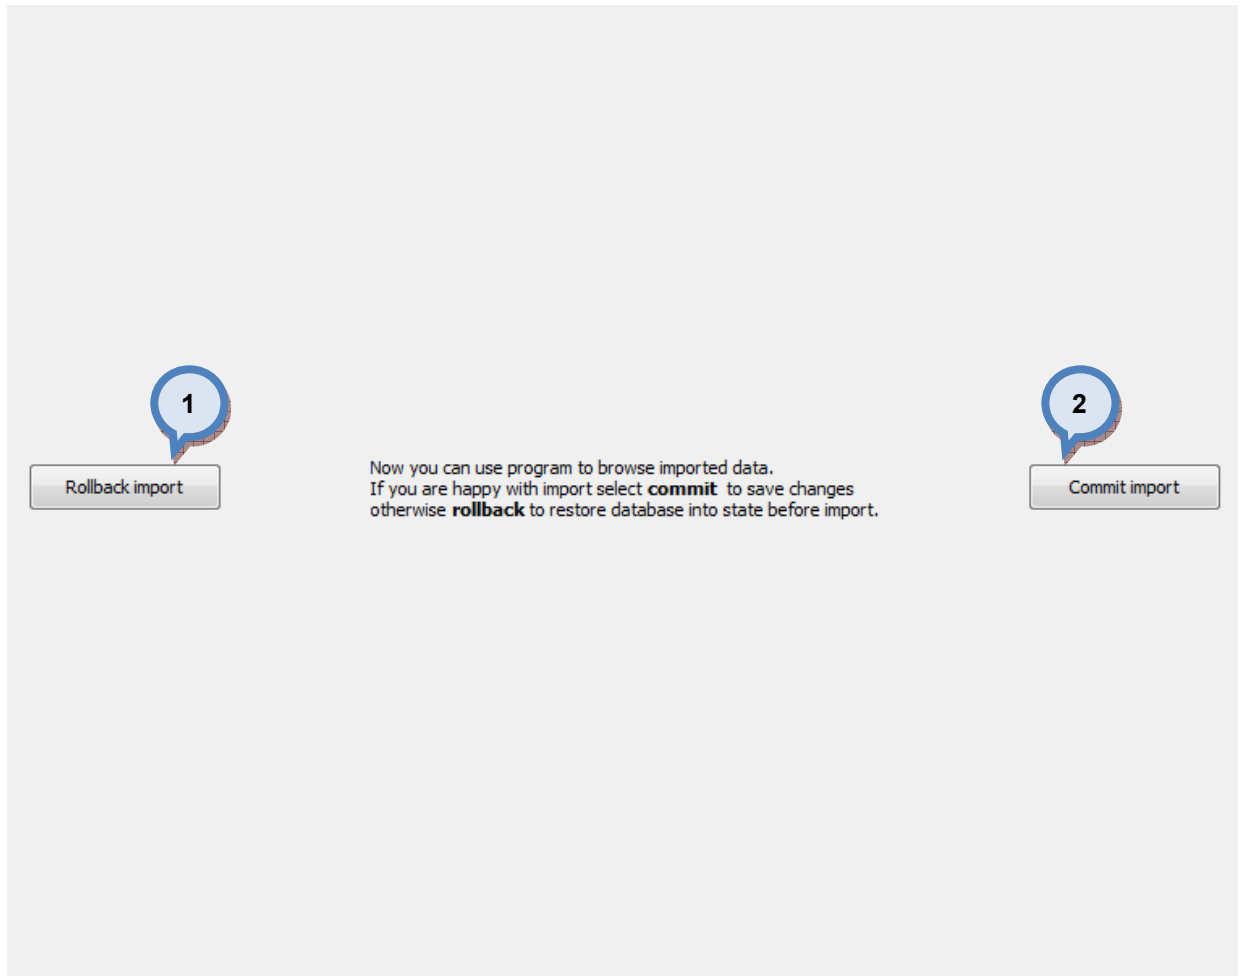 1
2
Rollback import
Now you can use program to browse imported data.
If you are happy with import select commit to save changes
otherwise rollback to restore database into state before import.
Commit import